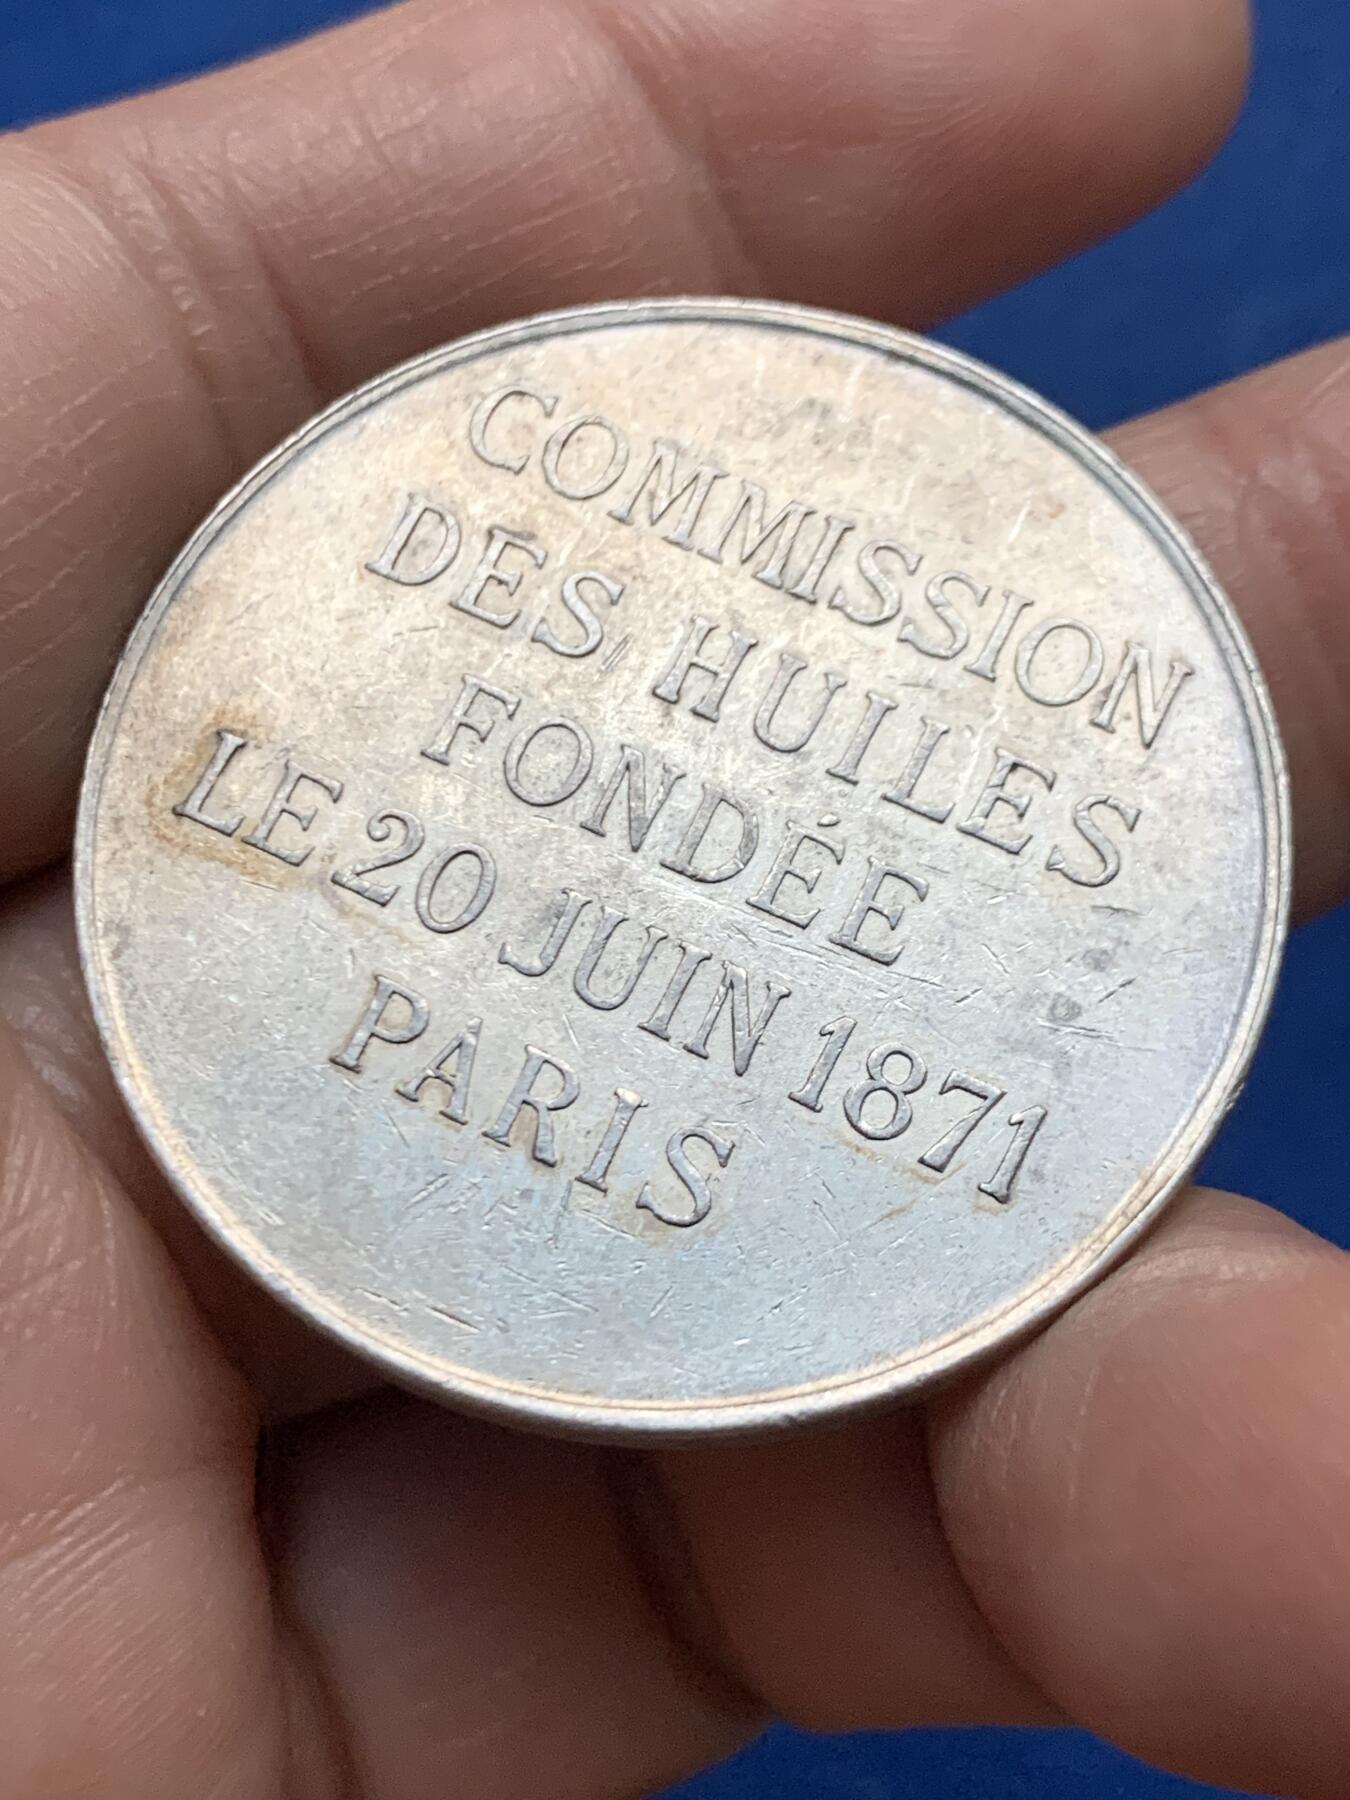 COMMISSION
DES HUILES
FONDÉE
LE 20 JUIN 1871
PARIS